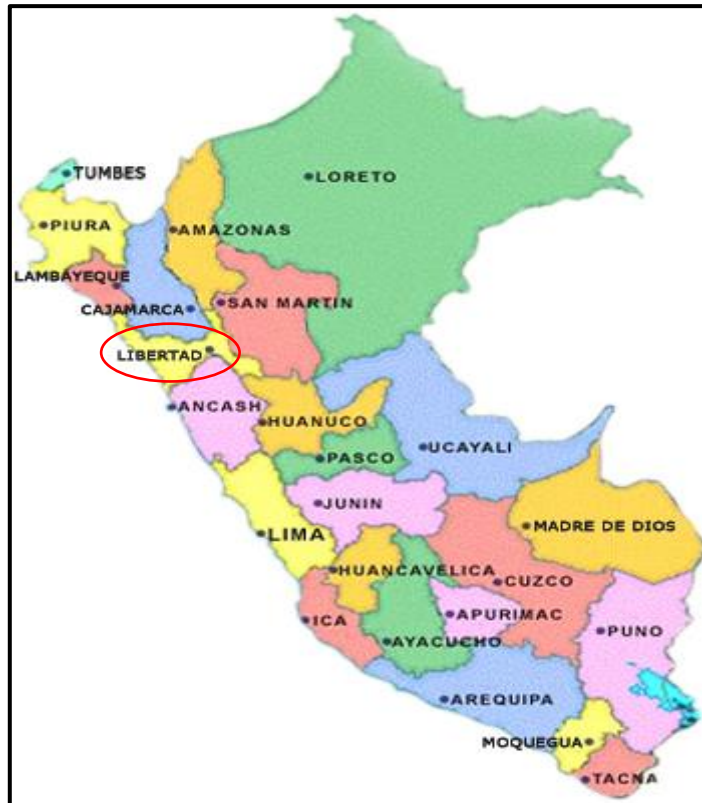 TUMBES
LORETO
PIURA
AMAZONAS
LAMBAYEQUE
SAN MARTIN
CAJAMARCA
LIBERTAD
ANCASH
HUANUCO
UCAYALI
PASCO
JUNIN
MADRE DE DIOS
LIMA
HUANCAVELICA
CUZCO
ICA
APURIMAC
PUNO
AYACUCHO
AREQUIPA
MOQUEGUA
TACNA